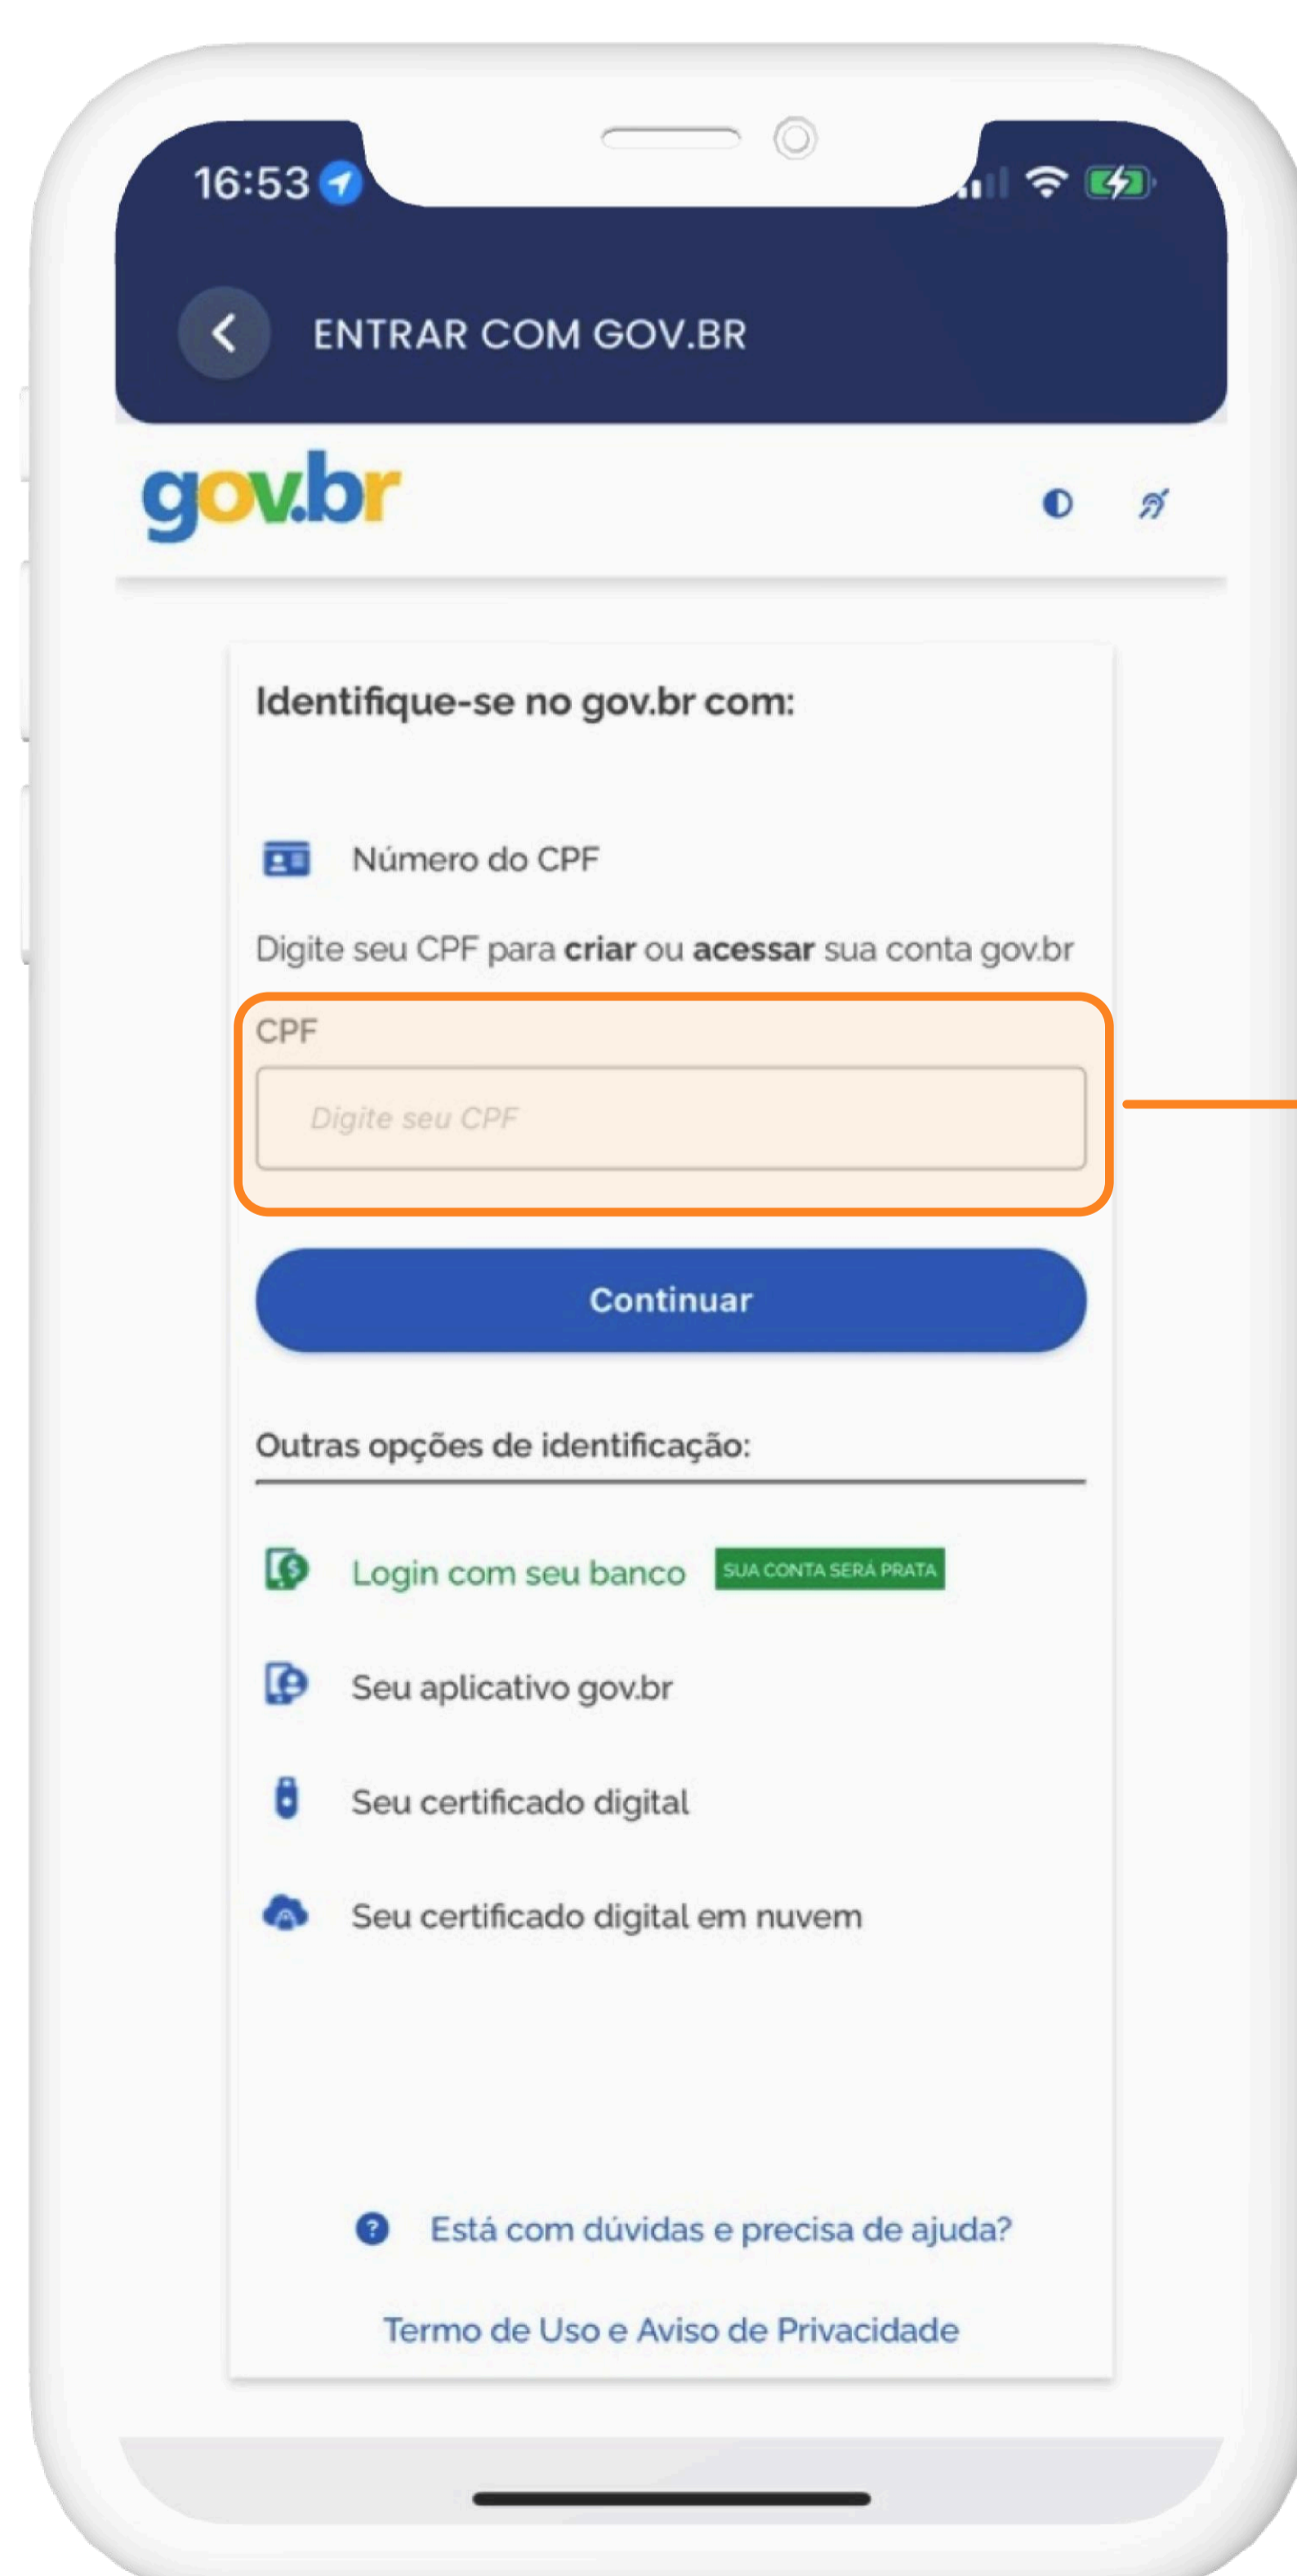 16:53
ENTRAR COM GOV.BR
gov.br
Identifique-se no gov.br com:
Número do CPF
Digite seu CPF para criar ou acessar sua conta gov.br
CPF
Digite seu CPF
Continuar
Outras opções de identificação:
Login com seu banco SUA CONTA SERÁ PRATA
Seu aplicativo gov.br
Seu certificado digital
Seu certificado digital em nuvem
Está com dúvidas e precisa de ajuda?
Termo de Uso e Aviso de Privacidade